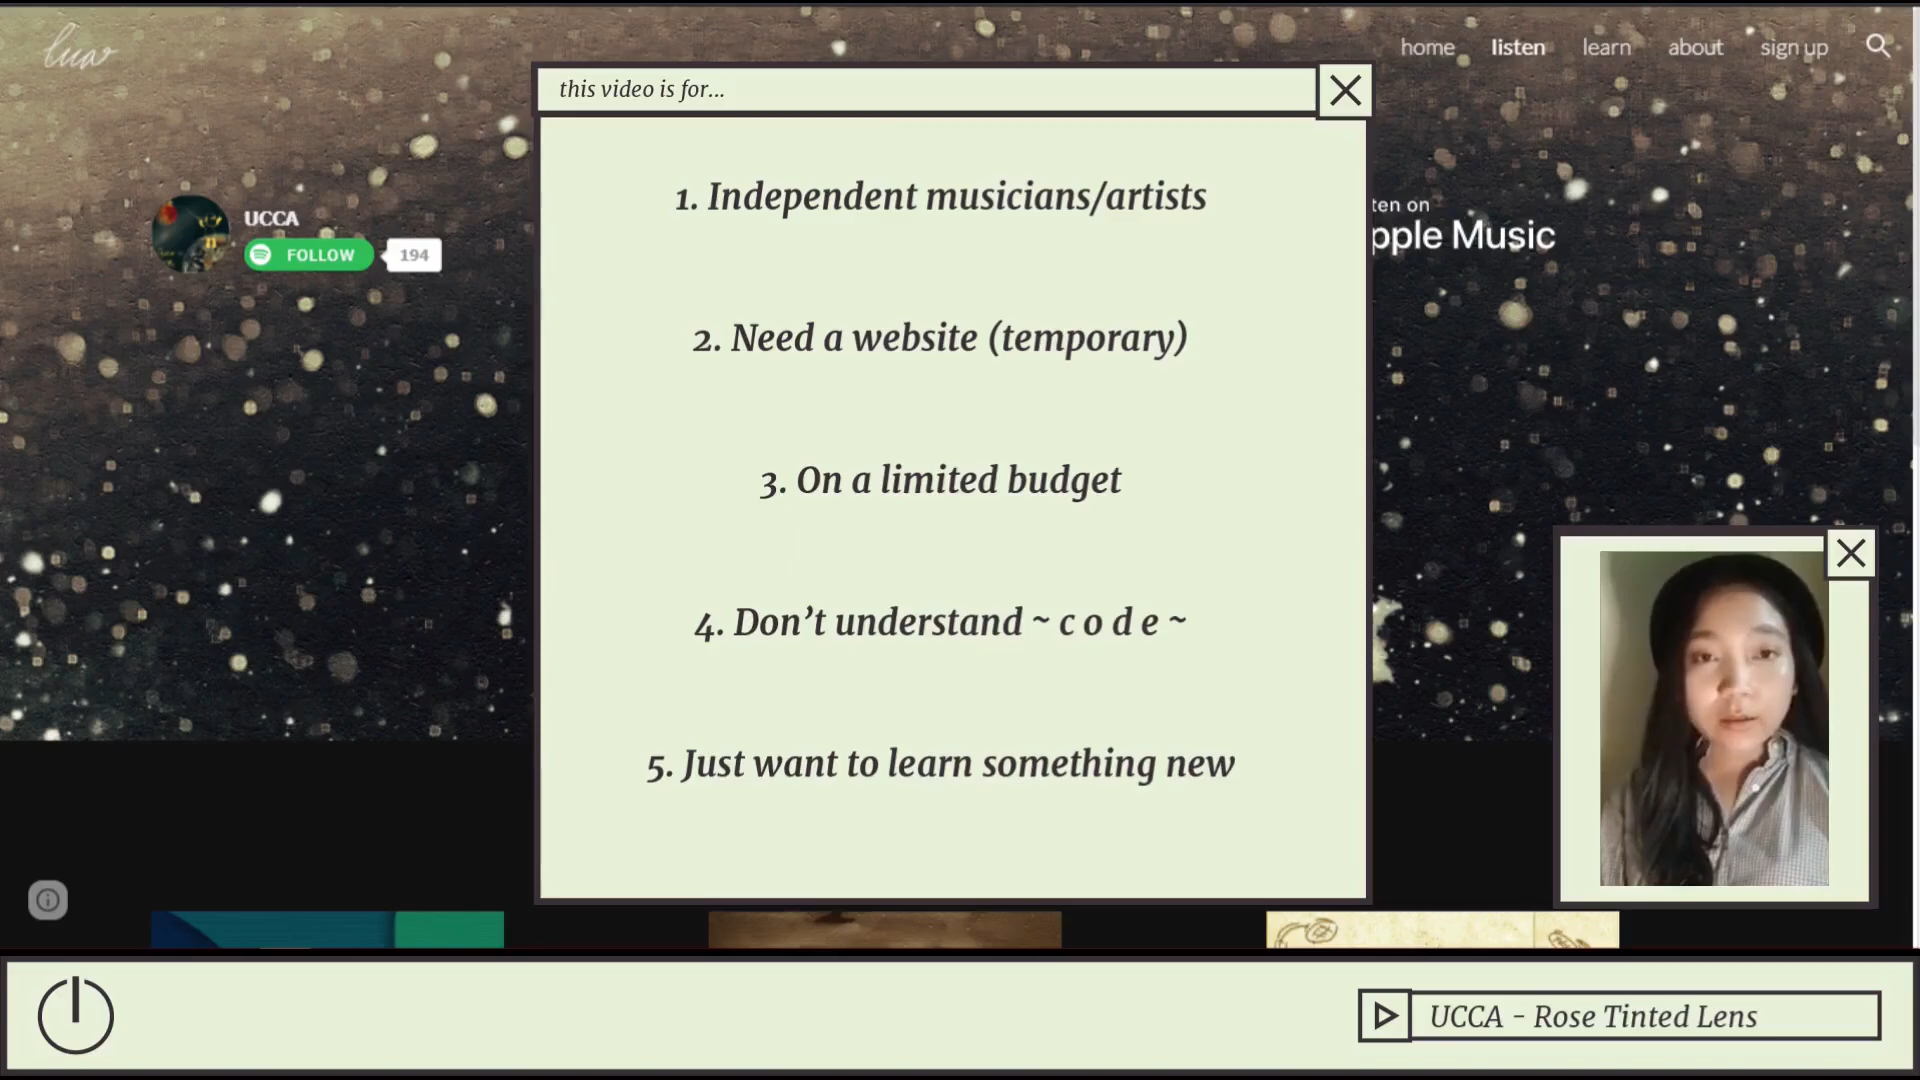 luw
home listen learn about sign up
this video is for...
1. Independent musicians/artists
UCCA
FOLLOW 194
ten on
pple Music
2. Need a website (temporary)
3. On a limited budget
4. Don't understand ~ c o d e ~
5. Just want to learn something new
UCCA - Rose Tinted Lens